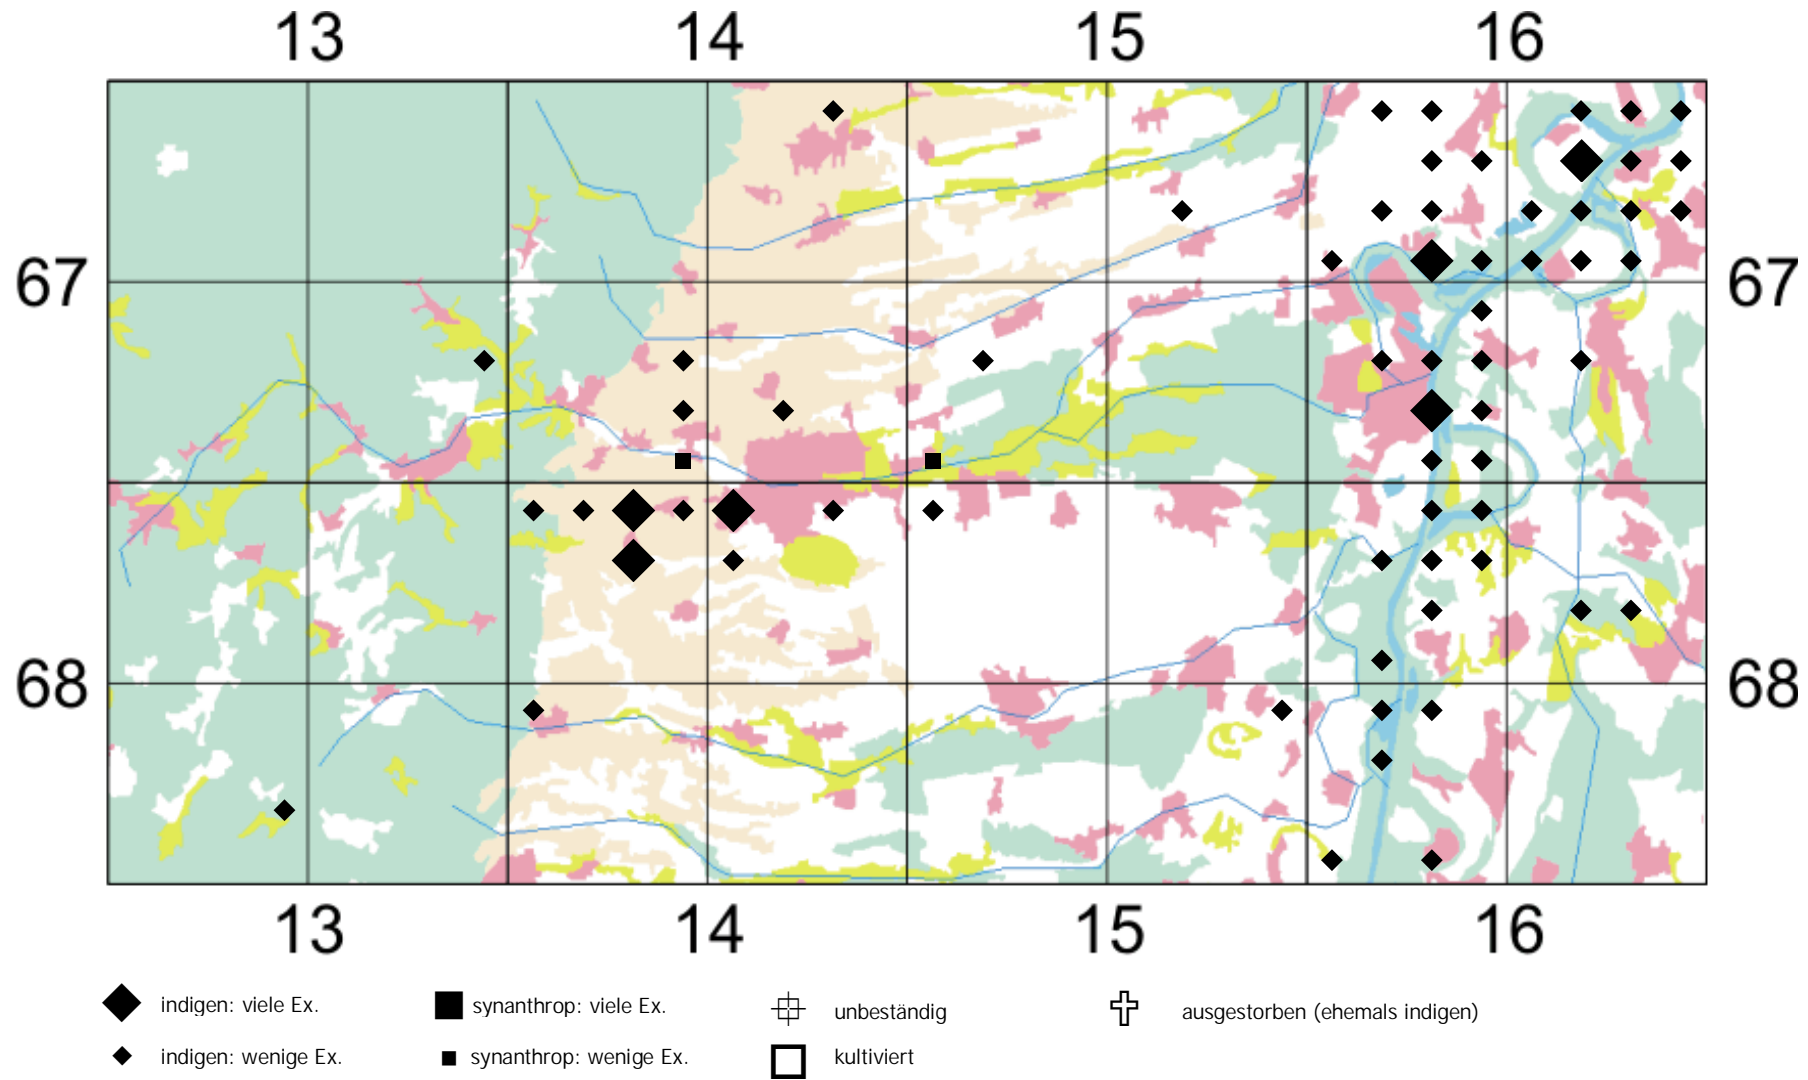 13 14 15 16
67 67
68 68
13 14 15 16
indigen: viele Ex. synanthrop: viele Ex. unbeständig ausgestorben (ehemals indigen)
indigen: wenige Ex. synanthrop: wenige Ex. kultiviert